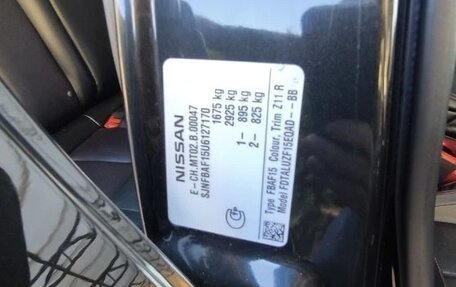 NISSAN
E-CH.MT02.B.00047
SJNFBAF15U6127170
1675 kg
2925 kg
1- 895 kg
2- 825 kg
Type FBAF15 Colour, Trim Z11 R
Model FDTALUZF15EQAD---BB